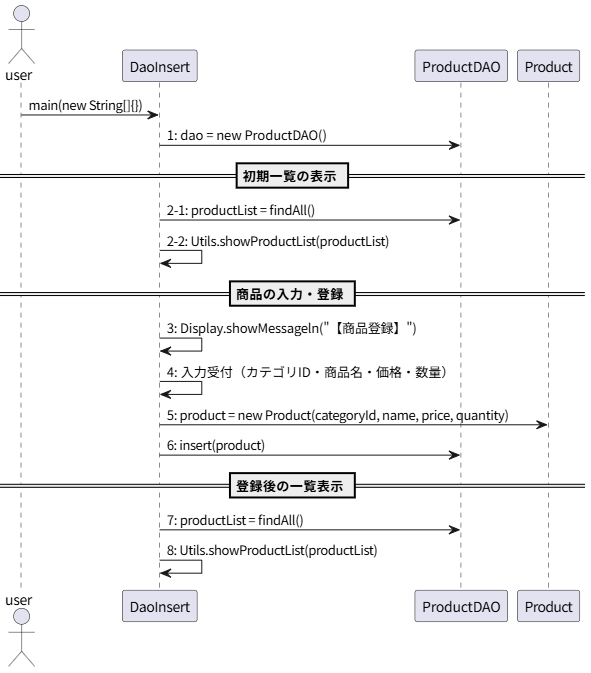 user
DaoInsert
ProductDAO
Product
main(new String[]{})
1: dao = new ProductDAO()
初期一覧の表示
2-1: productList = findAll()
2-2: Utils.showProductList(productList)
商品の入力・登録
3: Display.showMessageln("【商品登録】")
4: 入力受付（カテゴリID・商品名・価格・数量）
5: product = new Product(categoryId, name, price, quantity)
6: insert(product)
登録後の一覧表示
7: productList = findAll()
8: Utils.showProductList(productList)
user
DaoInsert
ProductDAO
Product